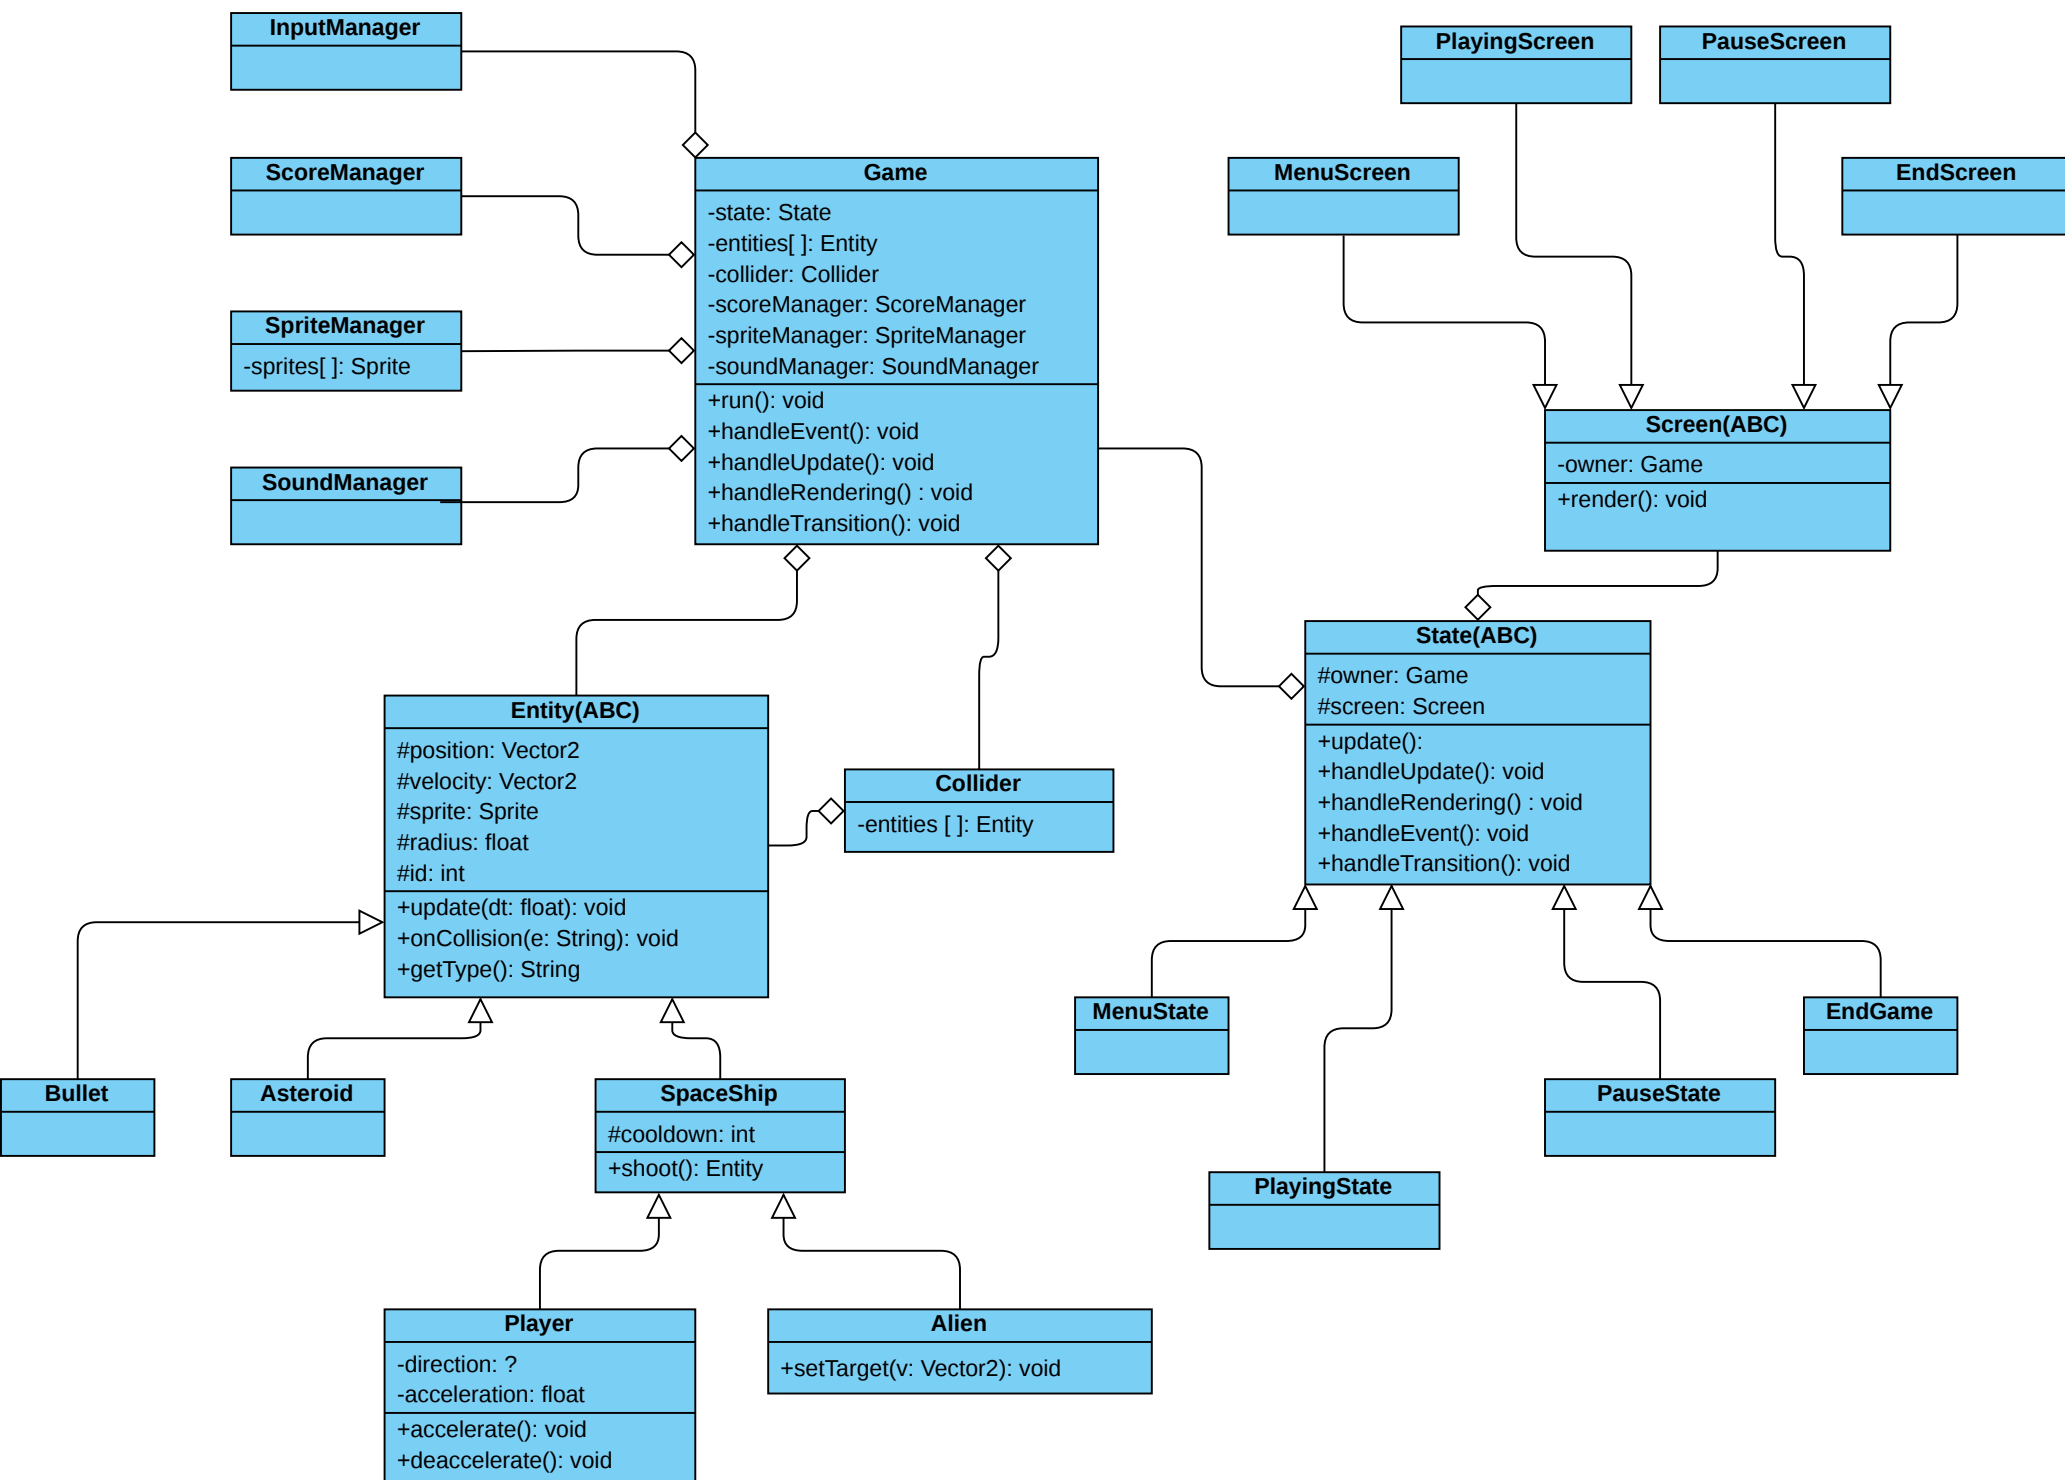 InputManager
PlayingScreen
PauseScreen
ScoreManager
Game
-state: State
-entities[ ]: Entity
-collider: Collider
-scoreManager: ScoreManager
-spriteManager: SpriteManager
-soundManager: SoundManager
+run(): void
+handleEvent(): void
+handleUpdate(): void
+handleRendering() : void
+handleTransition(): void
MenuScreen
EndScreen
SpriteManager
-sprites[ ]: Sprite
SoundManager
Screen(ABC)
-owner: Game
+render(): void
State(ABC)
#owner: Game
#screen: Screen
+update():
+handleUpdate(): void
+handleRendering() : void
+handleEvent(): void
+handleTransition(): void
Entity(ABC)
#position: Vector2
#velocity: Vector2
#sprite: Sprite
#radius: float
#id: int
+update(dt: float): void
+onCollision(e: String): void
+getType(): String
Collider
-entities [ ]: Entity
MenuState
EndGame
Bullet
Asteroid
SpaceShip
#cooldown: int
+shoot(): Entity
PauseState
PlayingState
Player
-direction: ?
-acceleration: float
+accelerate(): void
+deaccelerate(): void
Alien
+setTarget(v: Vector2): void